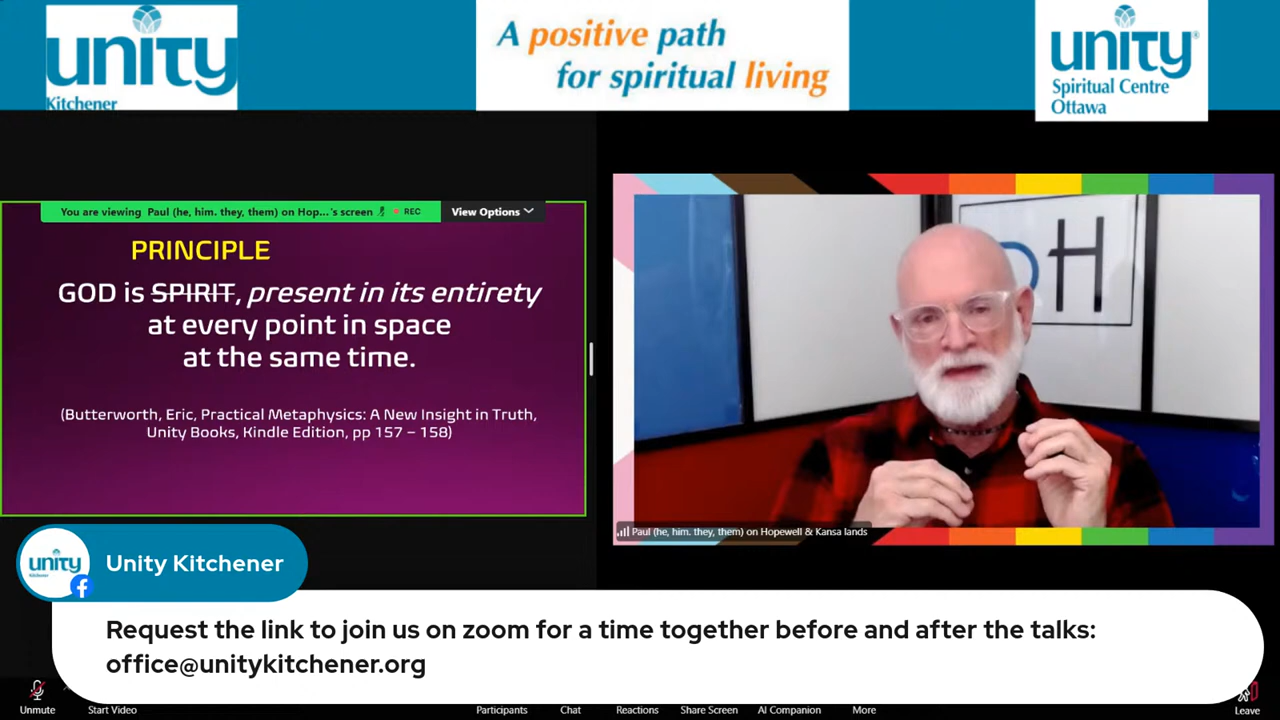 unity
Kitchener
A positive path
for spiritual living
unity®
Spiritual Centre
Ottawa
You are viewing Paul (he, him. they, them) on Hop...'s screen
REC
View Options
PRINCIPLE
GOD is SPIRIT, present in its entirety
at every point in space
at the same time.
(Butterworth, Eric, Practical Metaphysics: A New Insight in Truth,
Unity Books, Kindle Edition, pp 157 – 158)
H
Paul (he, him. they, them) on Hopewell & Kansa lands
unity
Kitchener
Unity Kitchener
Request the link to join us on zoom for a time together before and after the talks:
office@unitykitchener.org
Unmute
Start Video
Participants
Chat
Reactions
Share Screen
AI Companion
More
Leave